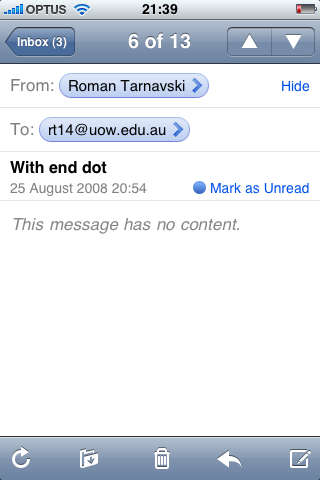 OPTUS 21:39
Inbox (3) 6 of 13
From: Roman Tarnavski Hide
To: rt14@uow.edu.au
With end dot
25 August 2008 20:54 Mark as Unread
This message has no content.